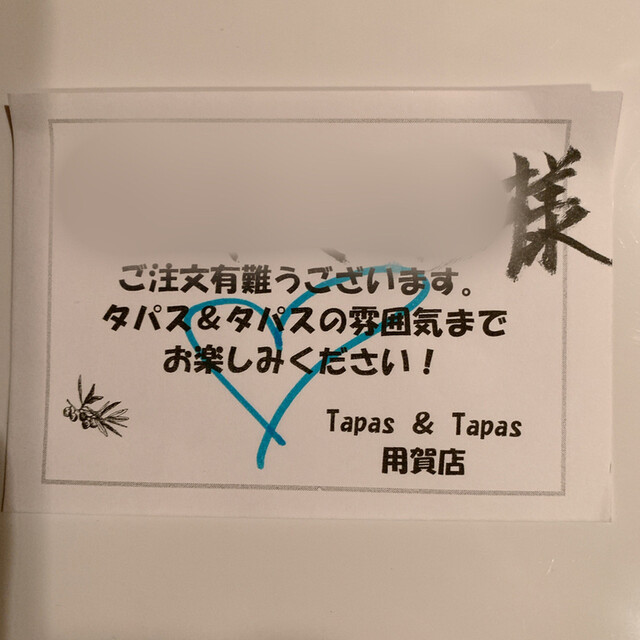 様
ご注文有難うございます。
タパス＆タパスの雰囲気まで
お楽しみください！
Tapas & Tapas
用賀店